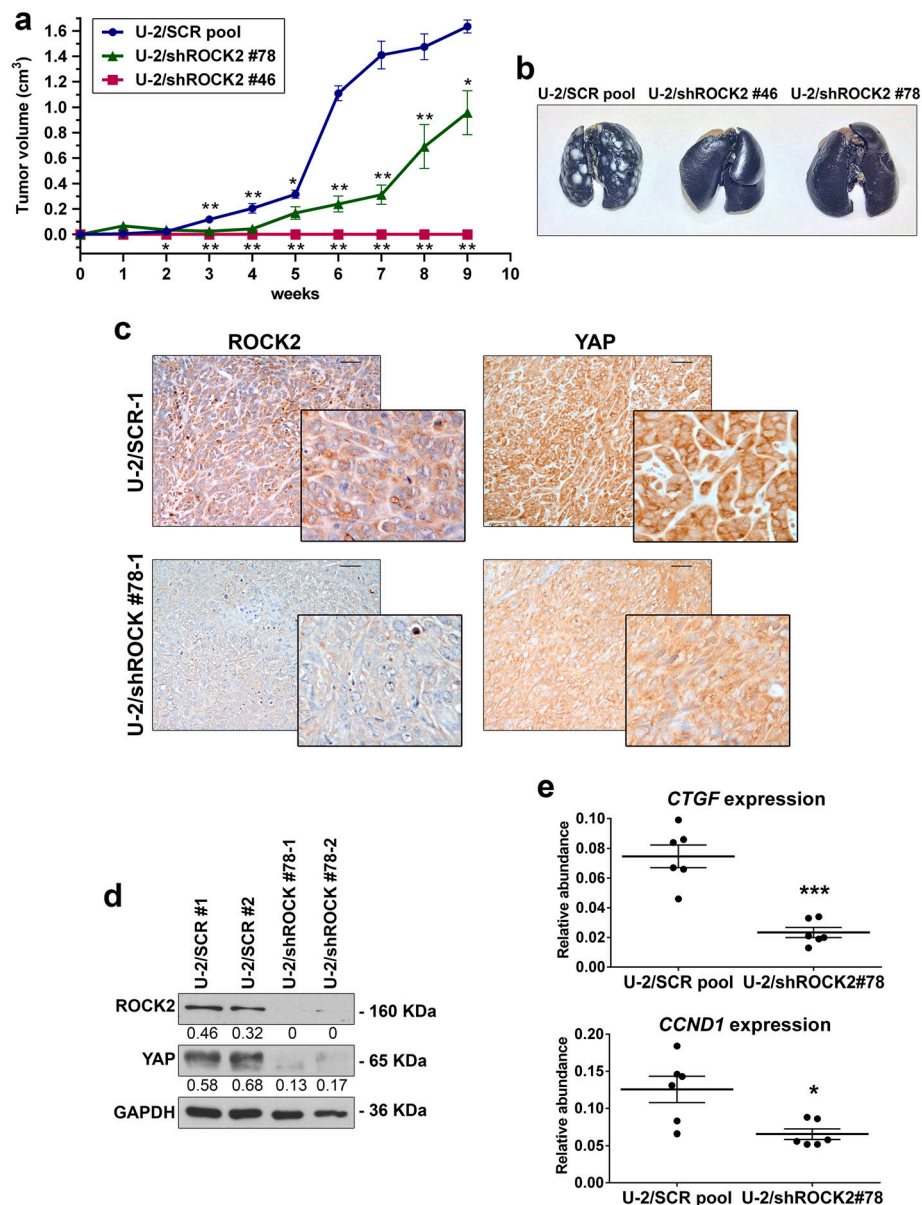 a
U-2/SCR pool
U-2/shROCK2 #78
U-2/shROCK2 #46
Tumor volume (cm³)
1.6
1.2
1.0
0.6
0.4
0.2
0.0
** ** * ** ** ** *
* ** ** ** ** ** ** **
0 1 2 3 4 5 6 7 8 9 10
weeks
b
U-2/SCR pool U-2/shROCK2 #46 U-2/shROCK2 #78
c
ROCK2 YAP
U-2/SCR-1
U-2/shROCK #78-1
d
U-2/SCR #1
U-2/SCR #2
U-2/shROCK #78-1
U-2/shROCK #78-2
ROCK2 - 160 KDa
0.46 0.32 0 0
YAP - 65 KDa
0.58 0.68 0.13 0.17
GAPDH - 36 KDa
e
CTGF expression
Relative abundance
0.10
0.08
0.06
0.04
0.02
0.00
***
U-2/SCR pool U-2/shROCK2#78
CCND1 expression
Relative abundance
0.20
0.15
0.10
0.05
0.00
*
U-2/SCR pool U-2/shROCK2#78